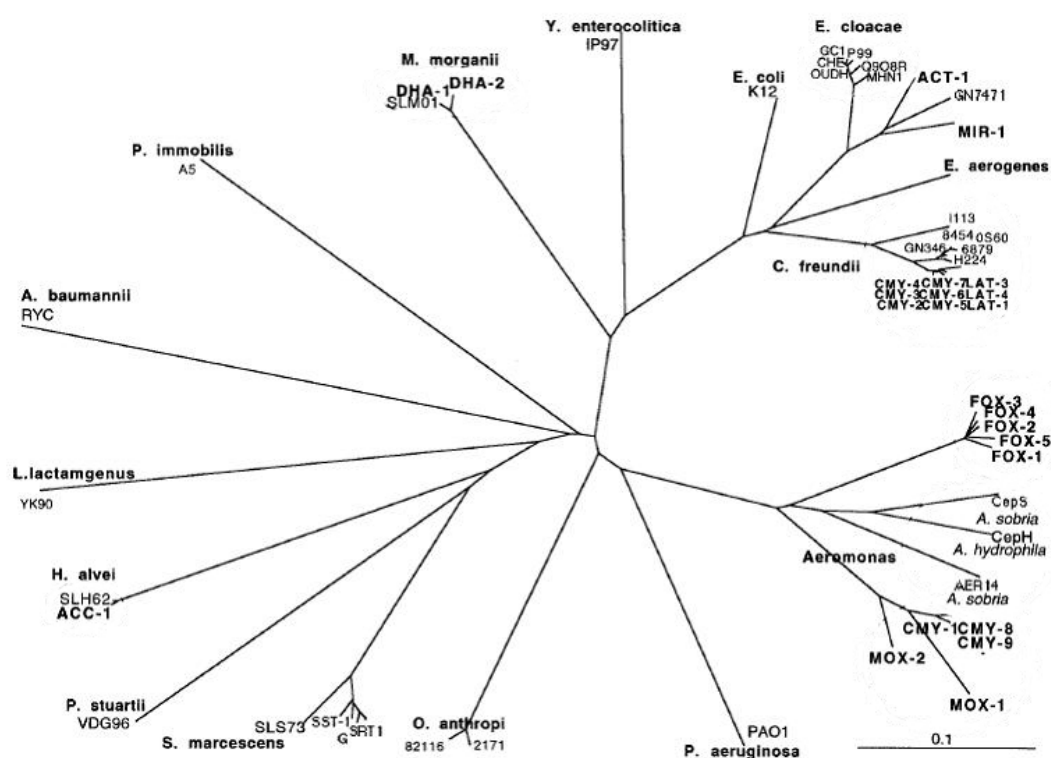 Y. enterocolitica
IP97
E. cloacae
GC1 P99
CHE Q9O8R
OUDH MHN1
M. morganii
DHA-1 DHA-2
SLM01
E. coli
K12
ACT-1
GN7471
MIR-1
P. immobilis
A5
E. aerogenes
I113
8454 0S60
GN346 6879
H224
C. freundii
CMY-4 CMY-7 LAT-3
CMY-3 CMY-6 LAT-4
CMY-2 CMY-5 LAT-1
A. baumannii
RYC
FOX-3
FOX-4
FOX-2
FOX-5
FOX-1
L.lactamgenus
YK90
CepS
A. sobria
CepH
A. hydrophila
Aeromonas
AER14
A. sobria
H. alvei
SLH62
ACC-1
CMY-1 CMY-8
CMY-9
MOX-2
MOX-1
P. stuartii
VDG96
SLS73
SST-1
G SRT1
S. marcescens
O. anthropi
82116 2171
PAO1
P. aeruginosa
0.1